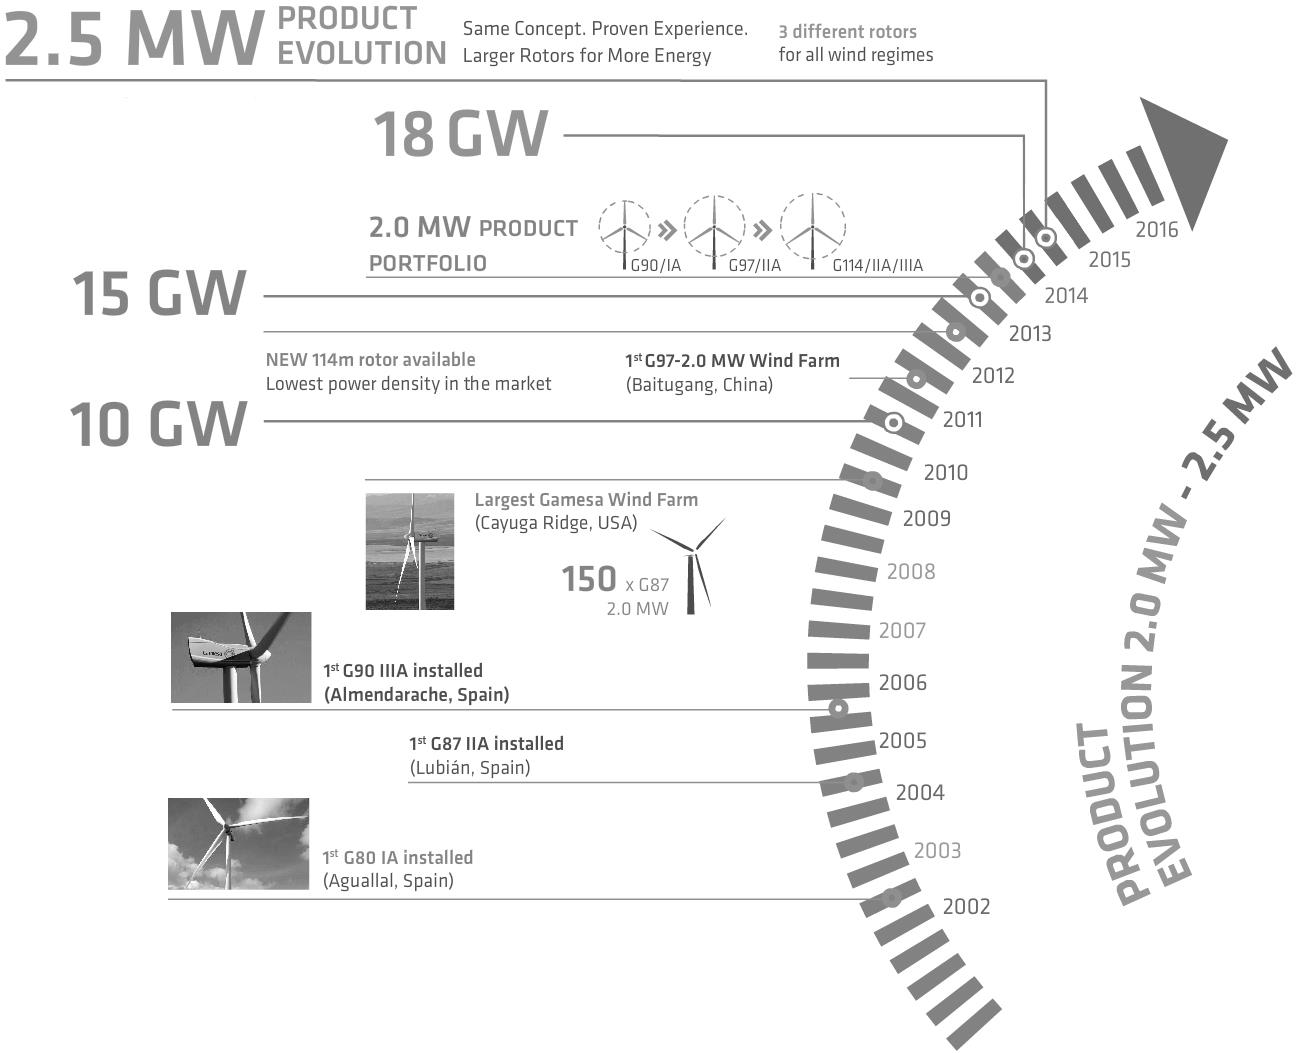 2.5 MW PRODUCT
EVOLUTION
Same Concept. Proven Experience.
Larger Rotors for More Energy
3 different rotors
for all wind regimes
18 GW
2.0 MW PRODUCT
PORTFOLIO
G90/IA
G97/IIA
G114/IIA/IIIA
15 GW
NEW 114m rotor available
Lowest power density in the market
1st G97-2.0 MW Wind Farm
(Baitugang, China)
10 GW
Largest Gamesa Wind Farm
(Cayuga Ridge, USA)
150 x G87
2.0 MW
Gamesa
1st G90 IIIA installed
(Almendarache, Spain)
1st G87 IIA installed
(Lubián, Spain)
1st G80 IA installed
(Aguallal, Spain)
2016
2015
2014
2013
2012
2011
2010
2009
2008
2007
2006
2005
2004
2003
2002
PRODUCT
EVOLUTION 2.0 MW - 2.5 MW